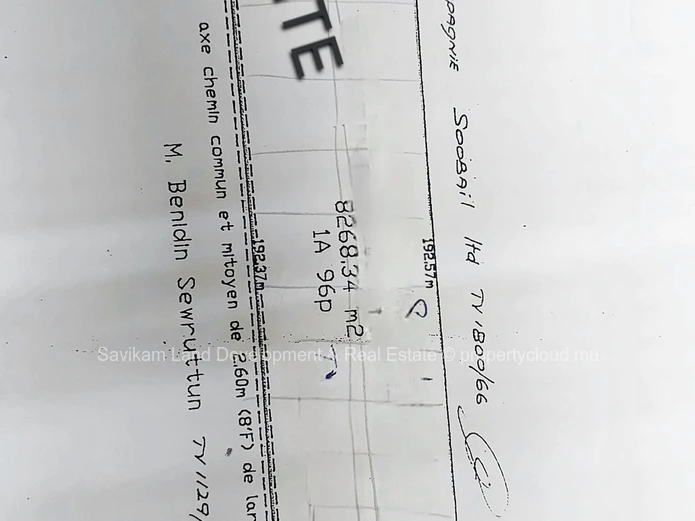 PAGNIE SOOBAIL ltd TV 1800/66
192.57m
8268.34 m2
1A 96p
192.37m
axe chemin commun et mitoyen de 2.60m (8'F) de lar
M. Benidin Sewruttun TV 1129/
TE
Savikam Land Development & Real Estate © propertycloud.mu